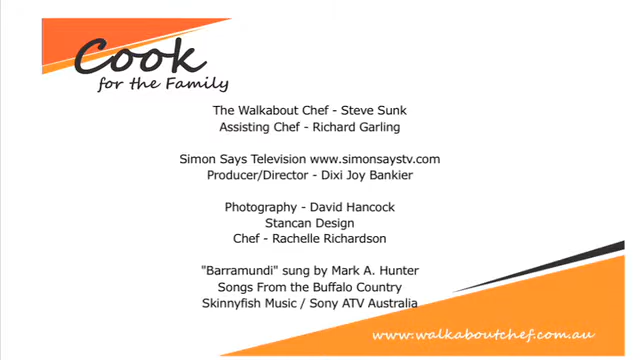 Cook
for the Family
The Walkabout Chef - Steve Sunk
Assisting Chef - Richard Garling
Simon Says Television www.simonsaystv.com
Producer/Director - Dixi Joy Bankier
Photography - David Hancock
Stancan Design
Chef - Rachelle Richardson
"Barramundi" sung by Mark A. Hunter
Songs From the Buffalo Country
Skinnyfish Music / Sony ATV Australia
www.walkaboutchef.com.au